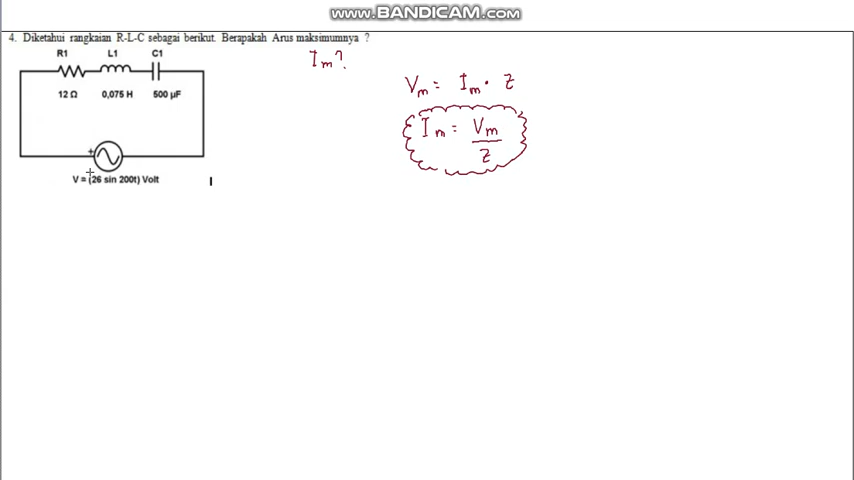 www.BANDICAM.com
4. Diketahui rangkaian R-L-C sebagai berikut. Berapakah Arus maksimumnya ?
R1 L1 C1
12 Ω 0,075 H 500 µF
+
V = (26 sin 200t) Volt
Im?
Vm = Im . Z
Im = Vm / Z